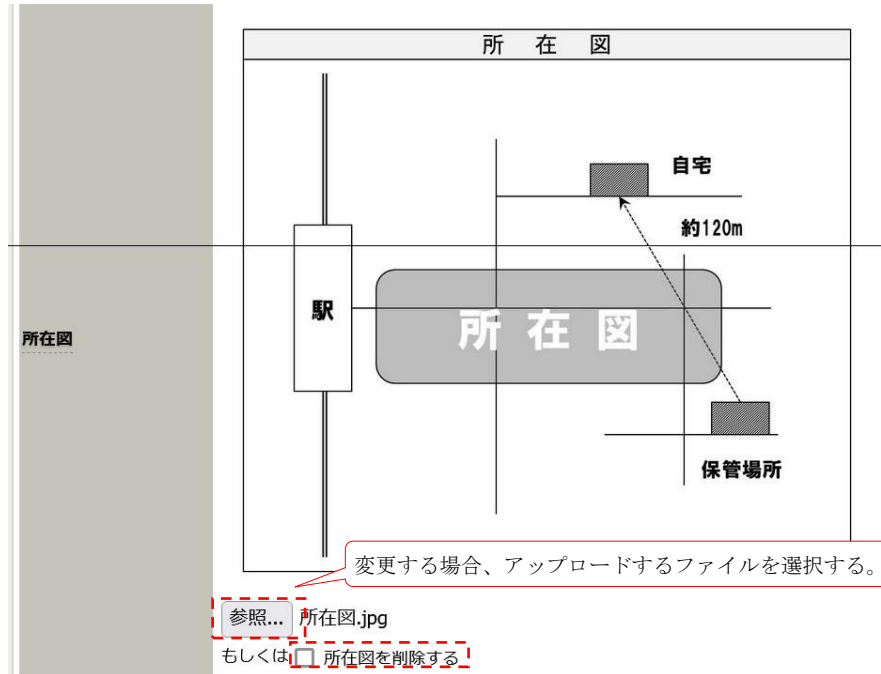 所 在 図
自宅
約120m
駅
所 在 図
所在図
保管場所
変更する場合、アップロードするファイルを選択する。
参照... 所在図.jpg
もしくは 所在図を削除する